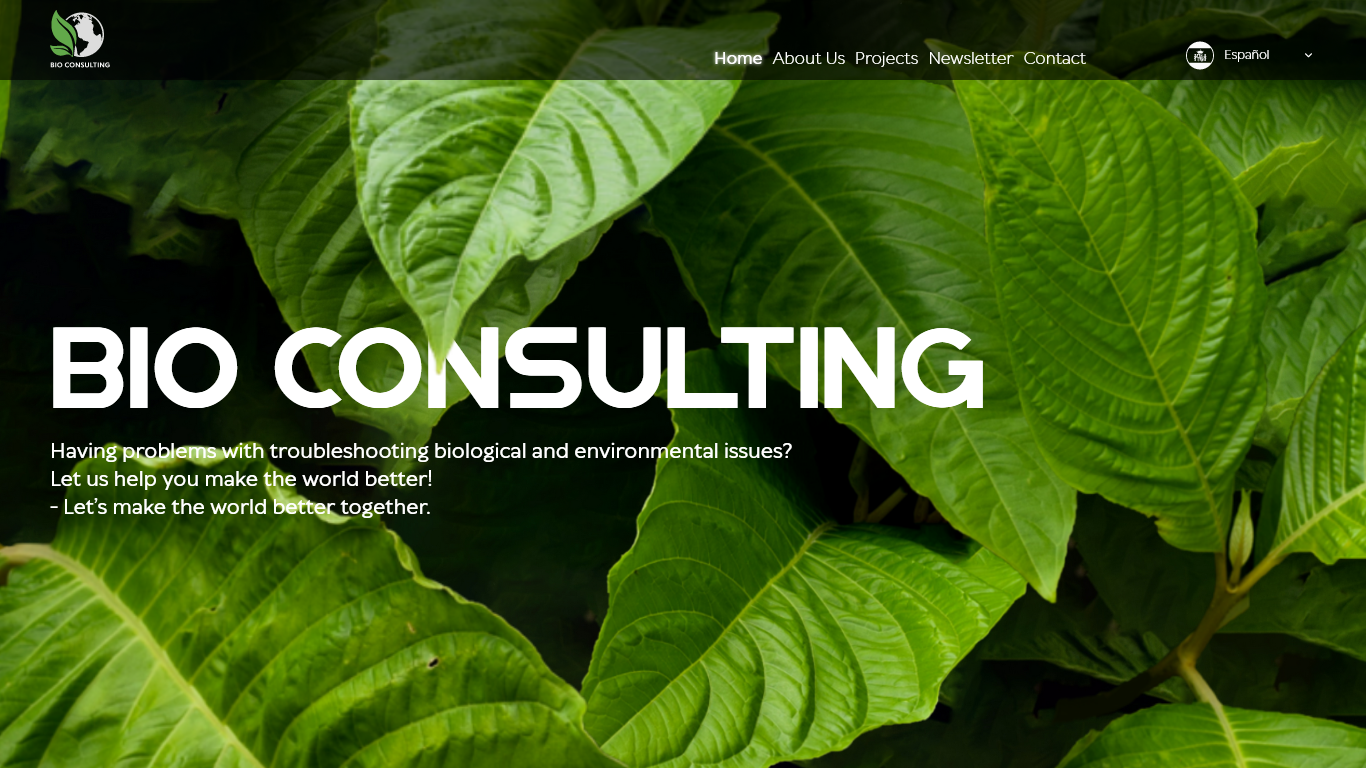 BIO CONSULTING
Home About Us Projects Newsletter Contact
Español
BIO CONSULTING
Having problems with troubleshooting biological and environmental issues?
Let us help you make the world better!
- Let's make the world better together.